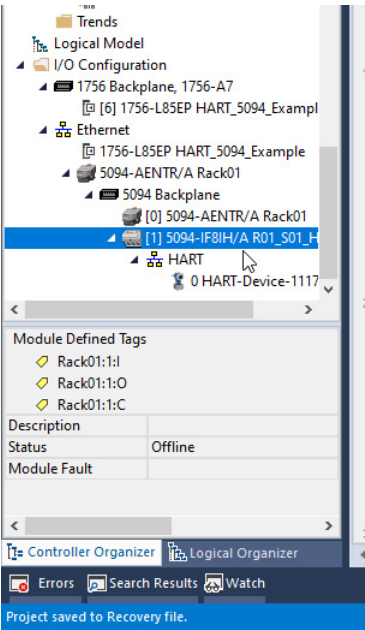 Trends
Logical Model
I/O Configuration
1756 Backplane, 1756-A7
[6] 1756-L85EP HART_5094_Exampl
Ethernet
1756-L85EP HART_5094_Example
5094-AENTR/A Rack01
5094 Backplane
[0] 5094-AENTR/A Rack01
[1] 5094-IF8IH/A R01_S01_H
HART
0 HART-Device-1117
Module Defined Tags
Rack01:1:I
Rack01:1:O
Rack01:1:C
Description
Status Offline
Module Fault
Controller Organizer Logical Organizer
Errors Search Results Watch
Project saved to Recovery file.